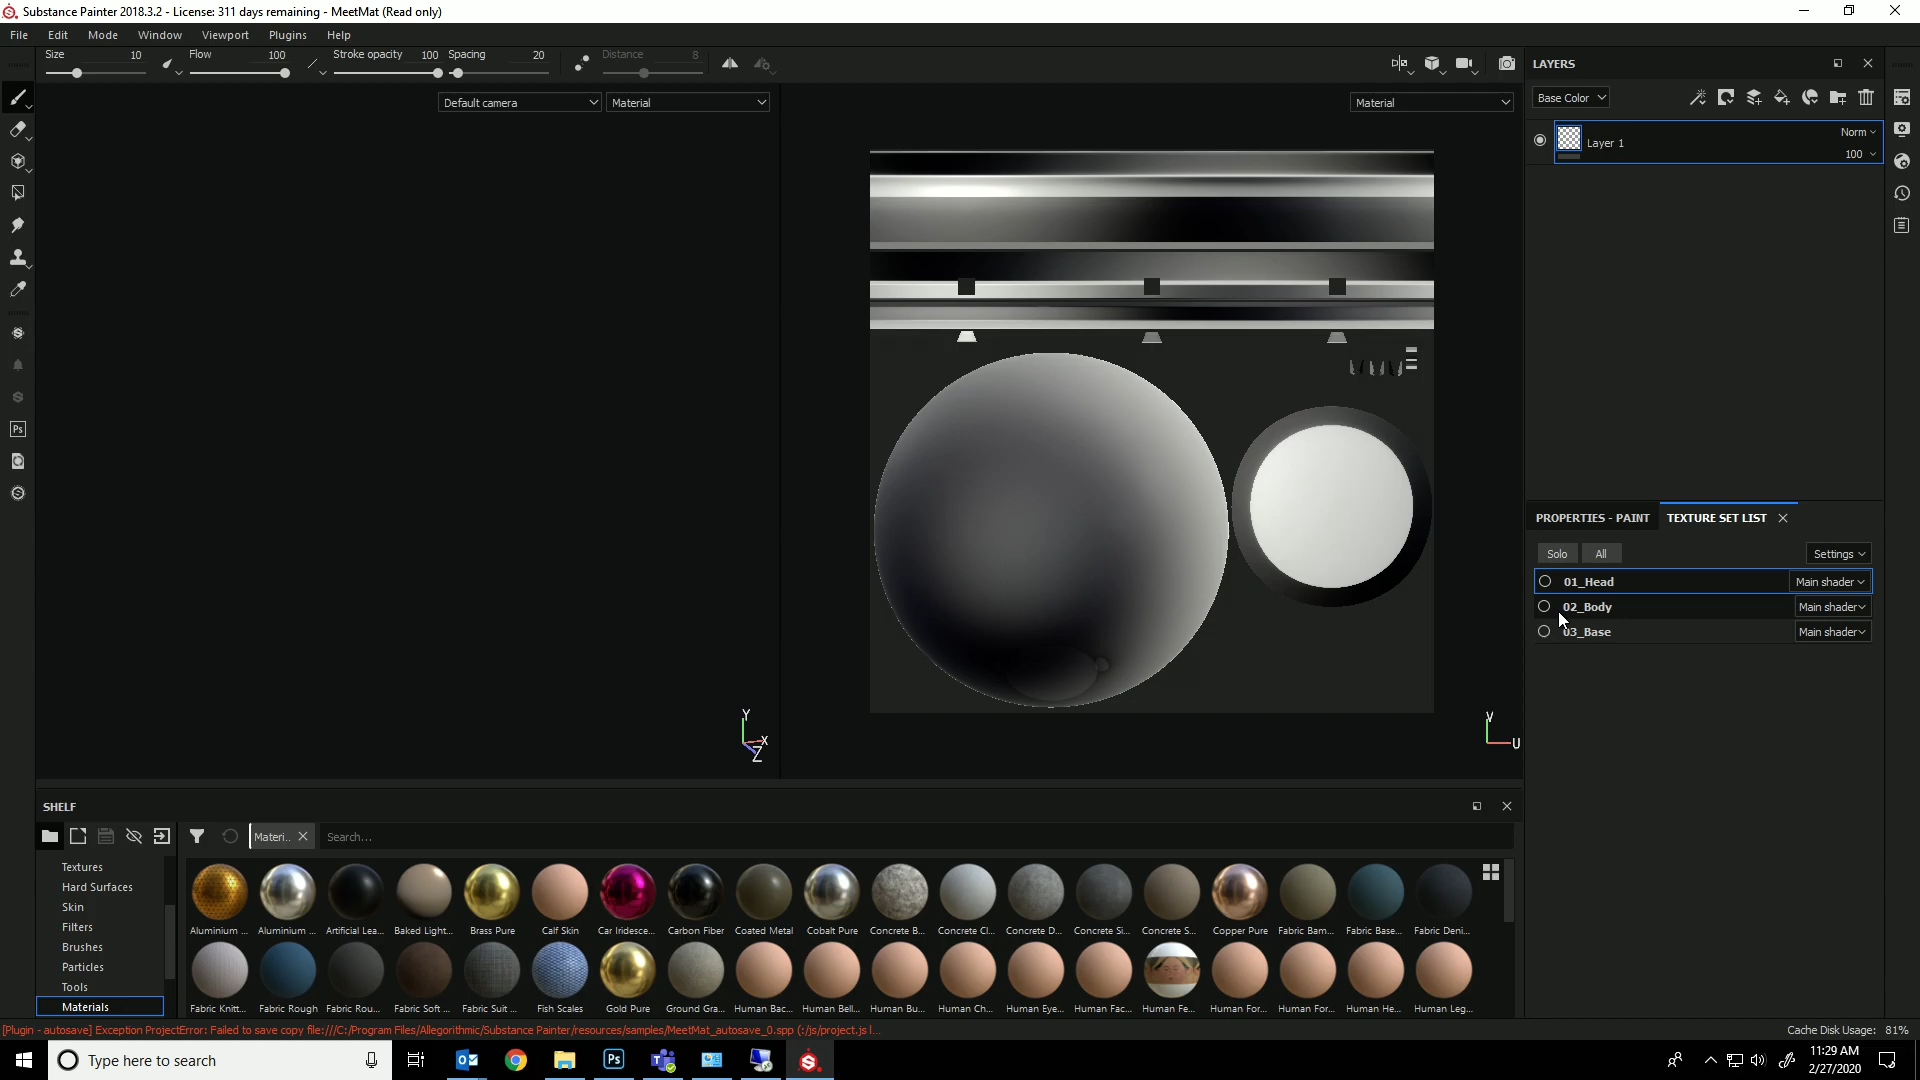 Substance Painter 2018.3.2 - License: 311 days remaining - MeetMat (Read only)
File Edit Mode Window Viewport Plugins Help
Size 10 Flow 100 Stroke opacity 100 Spacing 20 Distance 8
LAYERS
Default camera Material Material
Base Color
Norm
Layer 1
100
PROPERTIES - PAINT TEXTURE SET LIST
Solo All Settings
01_Head Main shader
02_Body Main shader
03_Base Main shader
Y
X
Z
V
U
Ps
SHELF
Materi.. Search...
Textures
Hard Surfaces
Skin
Filters
Brushes
Particles
Tools
Materials
Aluminium ... Aluminium ... Artificial Lea... Baked Light... Brass Pure Calf Skin Car Iridesce... Carbon Fiber Coated Metal Cobalt Pure Concrete B... Concrete Cl... Concrete D... Concrete Si... Concrete S... Copper Pure Fabric Bam... Fabric Base... Fabric Deni...
Fabric Knitt... Fabric Rough Fabric Rou... Fabric Soft ... Fabric Suit ... Fish Scales Gold Pure Ground Gra... Human Bac... Human Bell... Human Bu... Human Ch... Human Eye... Human Fac... Human Fe... Human For... Human For... Human He... Human Leg...
[Plugin - autosave] Exception ProjectError: Failed to save copy file:///C:/Program Files/Allegorithmic/Substance Painter/resources/samples/MeetMat_autosave_0.spp (:/js/project.js l...
Cache Disk Usage: 81%
Type here to search
Ps
11:29 AM
2/27/2020